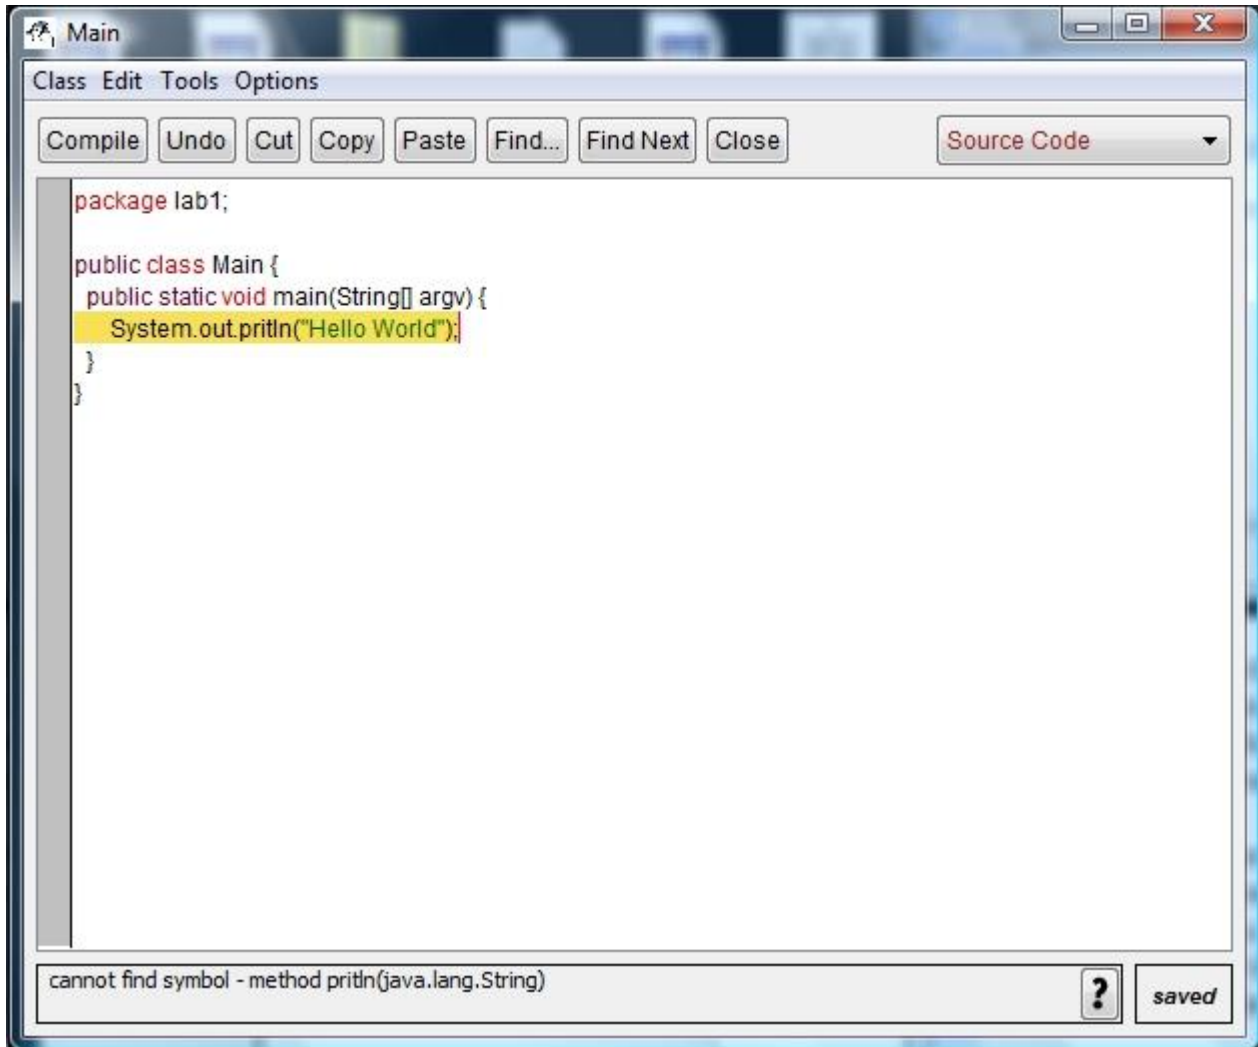 Main
Class Edit Tools Options
Compile Undo Cut Copy Paste Find... Find Next Close Source Code
package lab1;
public class Main {
public static void main(String[] argv) {
System.out.pritln("Hello World");
}
}
cannot find symbol - method pritln(java.lang.String)
? saved